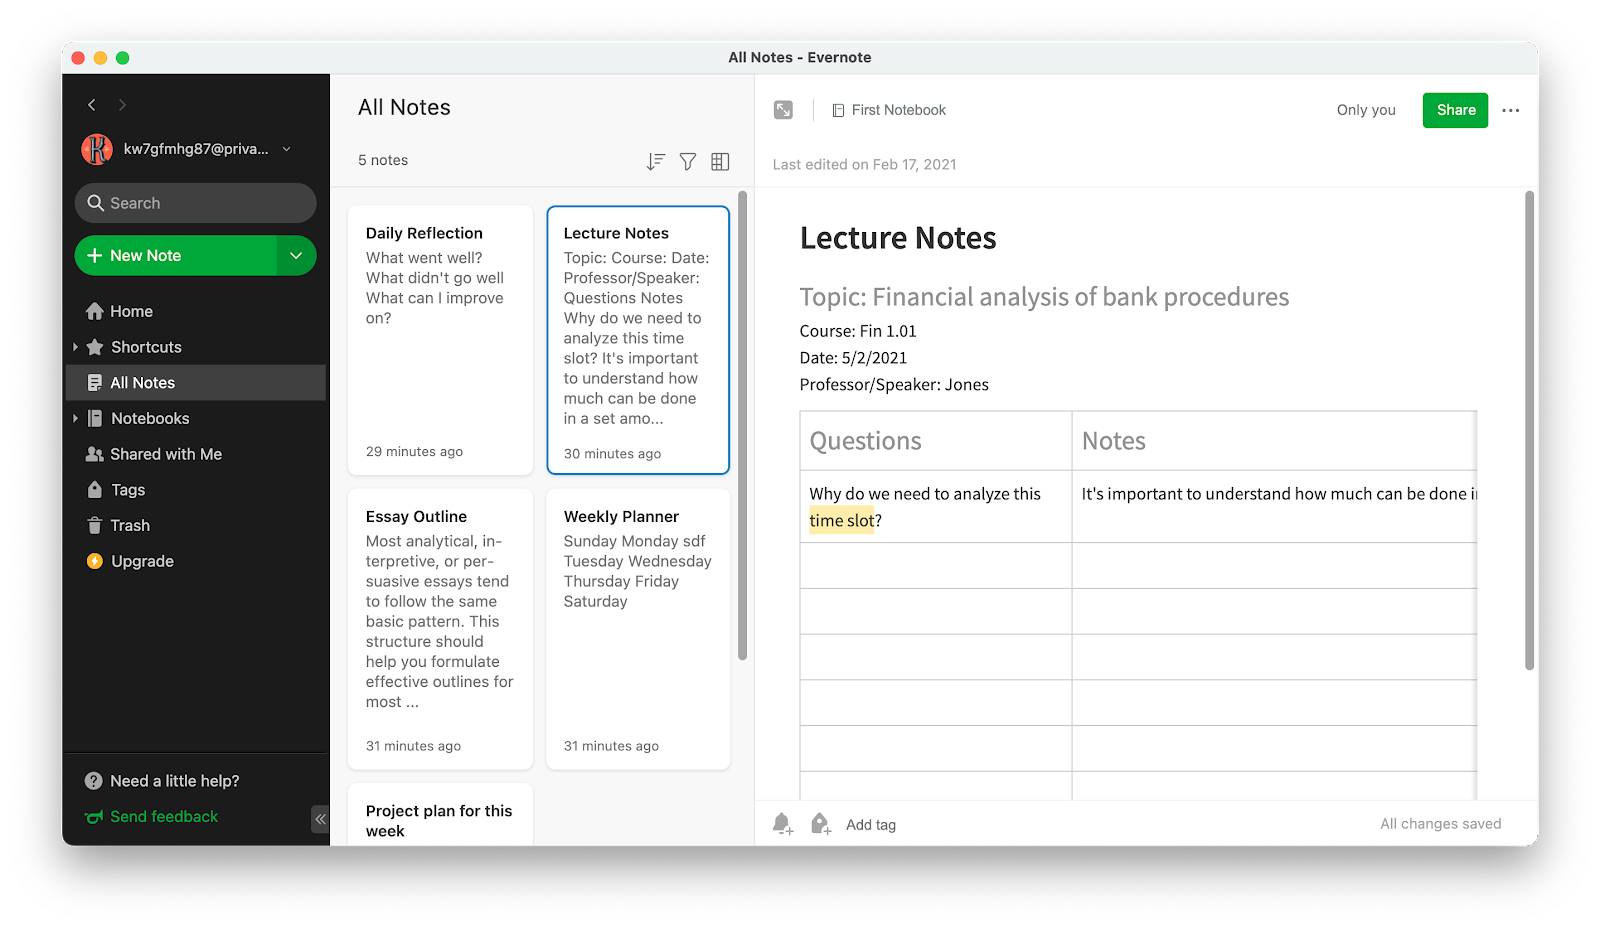 All Notes - Evernote
kw7gfmhg87@priva...
Search
New Note
Home
Shortcuts
All Notes
Notebooks
Shared with Me
Tags
Trash
Upgrade
Need a little help?
Send feedback
All Notes
5 notes
Daily Reflection
What went well?
What didn't go well
What can I improve
on?
29 minutes ago
Lecture Notes
Topic: Course: Date:
Professor/Speaker:
Questions Notes
Why do we need to
analyze this time
slot? It's important
to understand how
much can be done
in a set amo...
30 minutes ago
Essay Outline
Most analytical, in-
terpretive, or per-
suasive essays tend
to follow the same
basic pattern. This
structure should
help you formulate
effective outlines for
most ...
31 minutes ago
Weekly Planner
Sunday Monday sdf
Tuesday Wednesday
Thursday Friday
Saturday
31 minutes ago
Project plan for this
week
First Notebook
Only you
Share
Last edited on Feb 17, 2021
Lecture Notes
Topic: Financial analysis of bank procedures
Course: Fin 1.01
Date: 5/2/2021
Professor/Speaker: Jones
Questions
Notes
Why do we need to analyze this
time slot?
It's important to understand how much can be done
Add tag
All changes saved